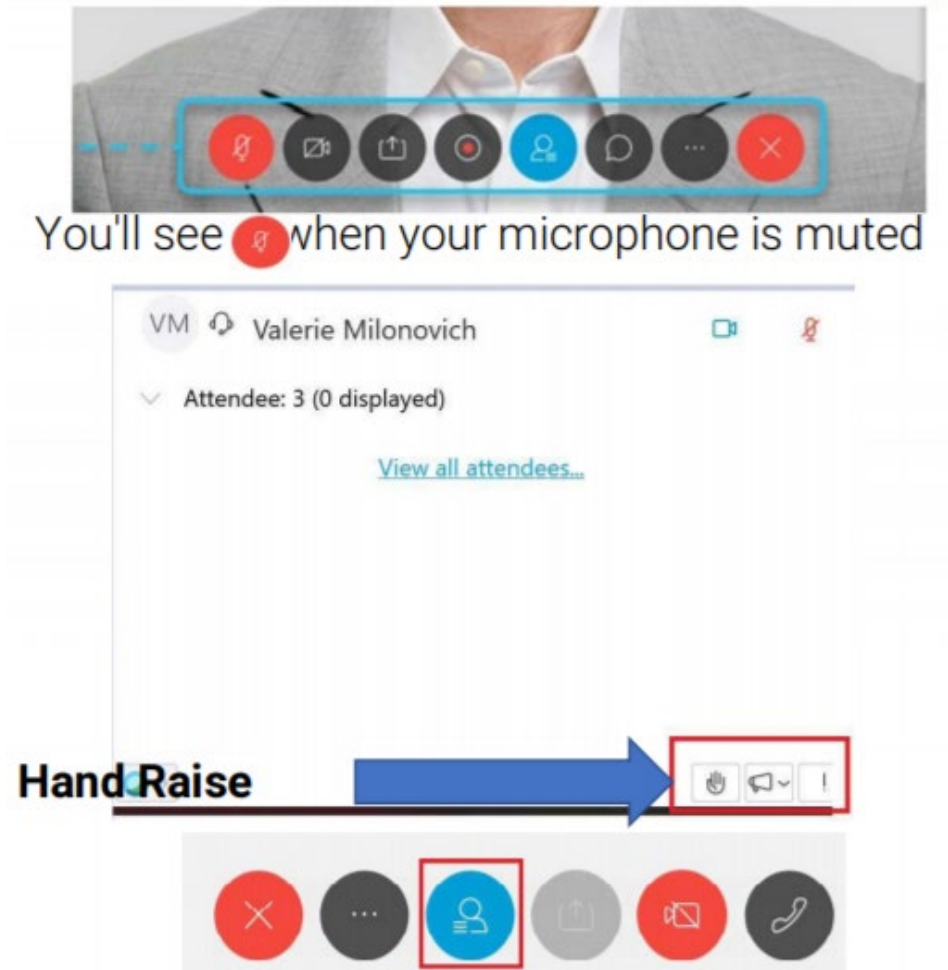 You'll see when your microphone is muted
VM Valerie Milonovich
Attendee: 3 (0 displayed)
View all attendees...
Hand Raise